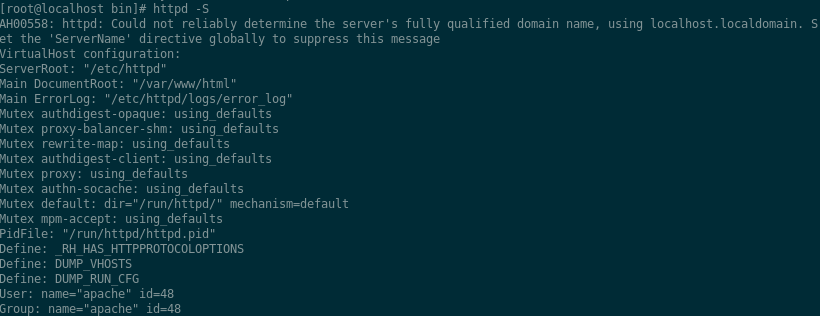 [root@localhost bin]# httpd -S
AH00558: httpd: Could not reliably determine the server's fully qualified domain name, using localhost.localdomain. S
et the 'ServerName' directive globally to suppress this message
VirtualHost configuration:
ServerRoot: "/etc/httpd"
Main DocumentRoot: "/var/www/html"
Main ErrorLog: "/etc/httpd/logs/error_log"
Mutex authdigest-opaque: using_defaults
Mutex proxy-balancer-shm: using_defaults
Mutex rewrite-map: using_defaults
Mutex authdigest-client: using_defaults
Mutex proxy: using_defaults
Mutex authn-socache: using_defaults
Mutex default: dir="/run/httpd/" mechanism=default
Mutex mpm-accept: using_defaults
PidFile: "/run/httpd/httpd.pid"
Define: _RH_HAS_HTTPPROTOCOLOPTIONS
Define: DUMP_VHOSTS
Define: DUMP_RUN_CFG
User: name="apache" id=48
Group: name="apache" id=48